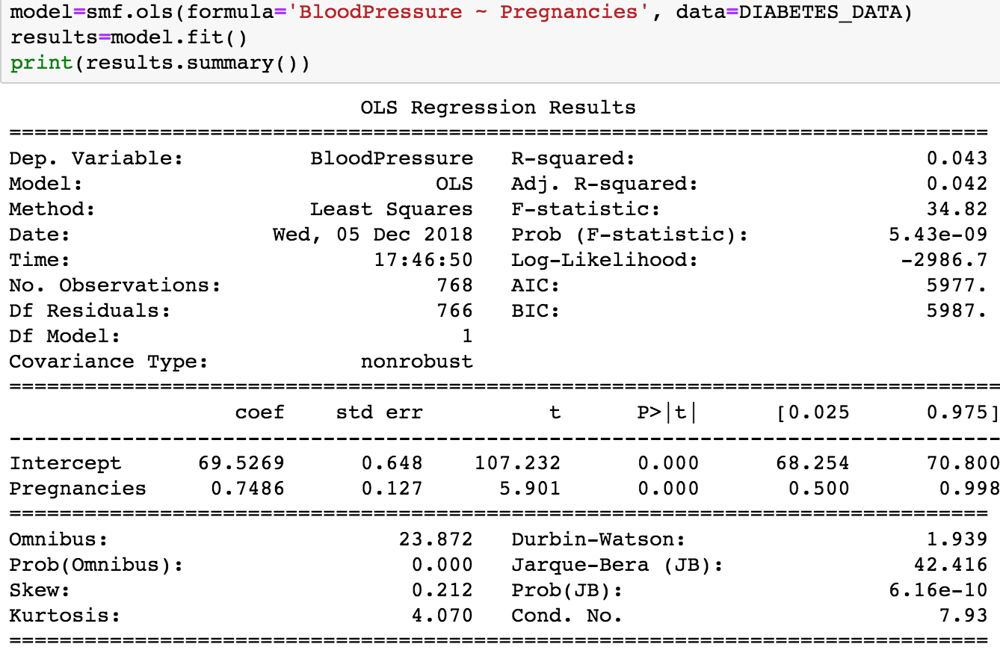 model=smf.ols(formula='BloodPressure ~ Pregnancies', data=DIABETES_DATA)
results=model.fit()
print(results.summary())
OLS Regression Results
==============================================================================
Dep. Variable:          BloodPressure   R-squared:                       0.043
Model:                            OLS   Adj. R-squared:                  0.042
Method:                 Least Squares   F-statistic:                     34.82
Date:                Wed, 05 Dec 2018   Prob (F-statistic):           5.43e-09
Time:                        17:46:50   Log-Likelihood:                -2986.7
No. Observations:                 768   AIC:                             5977.
Df Residuals:                     766   BIC:                             5987.
Df Model:                           1
Covariance Type:            nonrobust
===============================================================================
                  coef    std err          t      P>|t|      [0.025      0.975]
-------------------------------------------------------------------------------
Intercept      69.5269      0.648    107.232      0.000      68.254      70.800
Pregnancies     0.7486      0.127      5.901      0.000       0.500       0.998
==============================================================================
Omnibus:                       23.872   Durbin-Watson:                   1.939
Prob(Omnibus):                  0.000   Jarque-Bera (JB):               42.416
Skew:                           0.212   Prob(JB):                     6.16e-10
Kurtosis:                       4.070   Cond. No.                         7.93
==============================================================================